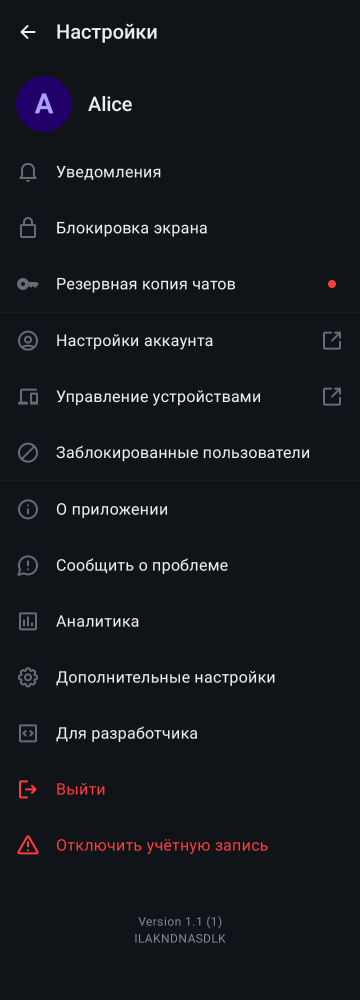 Настройки
A
Alice
Уведомления
Блокировка экрана
Резервная копия чатов
Настройки аккаунта
Управление устройствами
Заблокированные пользователи
О приложении
Сообщить о проблеме
Аналитика
Дополнительные настройки
Для разработчика
Выйти
Отключить учётную запись
Version 1.1 (1)
ILAKNDNASDLK